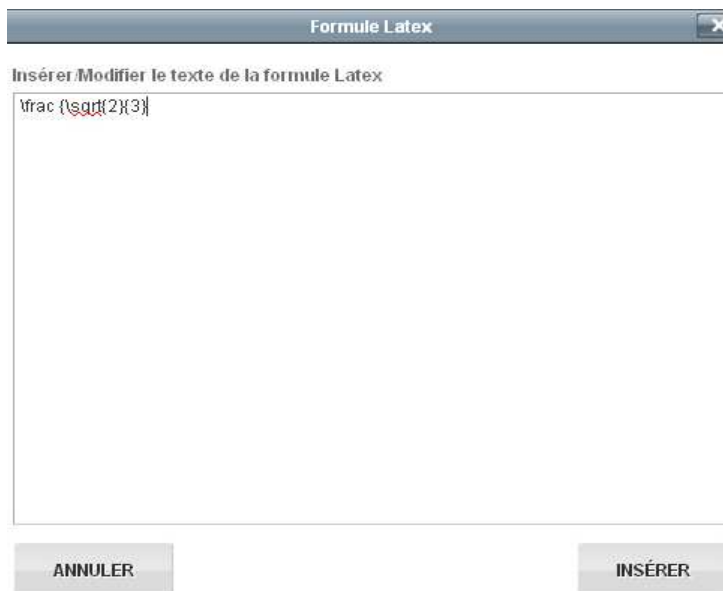 Formule Latex
Insérer/Modifier le texte de la formule Latex
\frac {\sqrt{2}{3}
ANNULER
INSÉRER